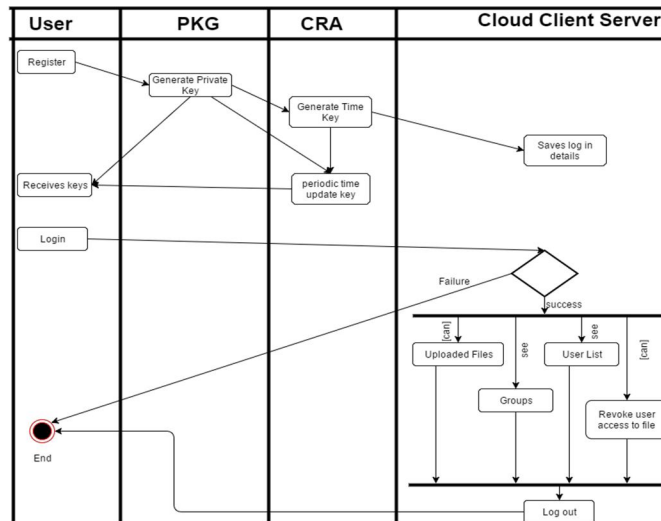 User
PKG
CRA
Cloud Client Server
Register
Generate Private
Key
Generate Time
Key
Saves log in
details
Receives keys
periodic time
update key
Login
Failure
success
[can]
see
see
[can]
Uploaded Files
User List
Groups
Revoke user
access to file
End
Log out